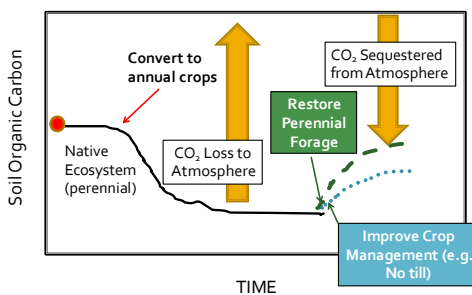 Soil Organic Carbon
Convert to
annual crops
CO₂ Sequestered
from Atmosphere
Restore
Perennial
Forage
Native
Ecosystem
(perennial)
CO₂ Loss to
Atmosphere
Improve Crop
Management (e.g.
No till)
TIME